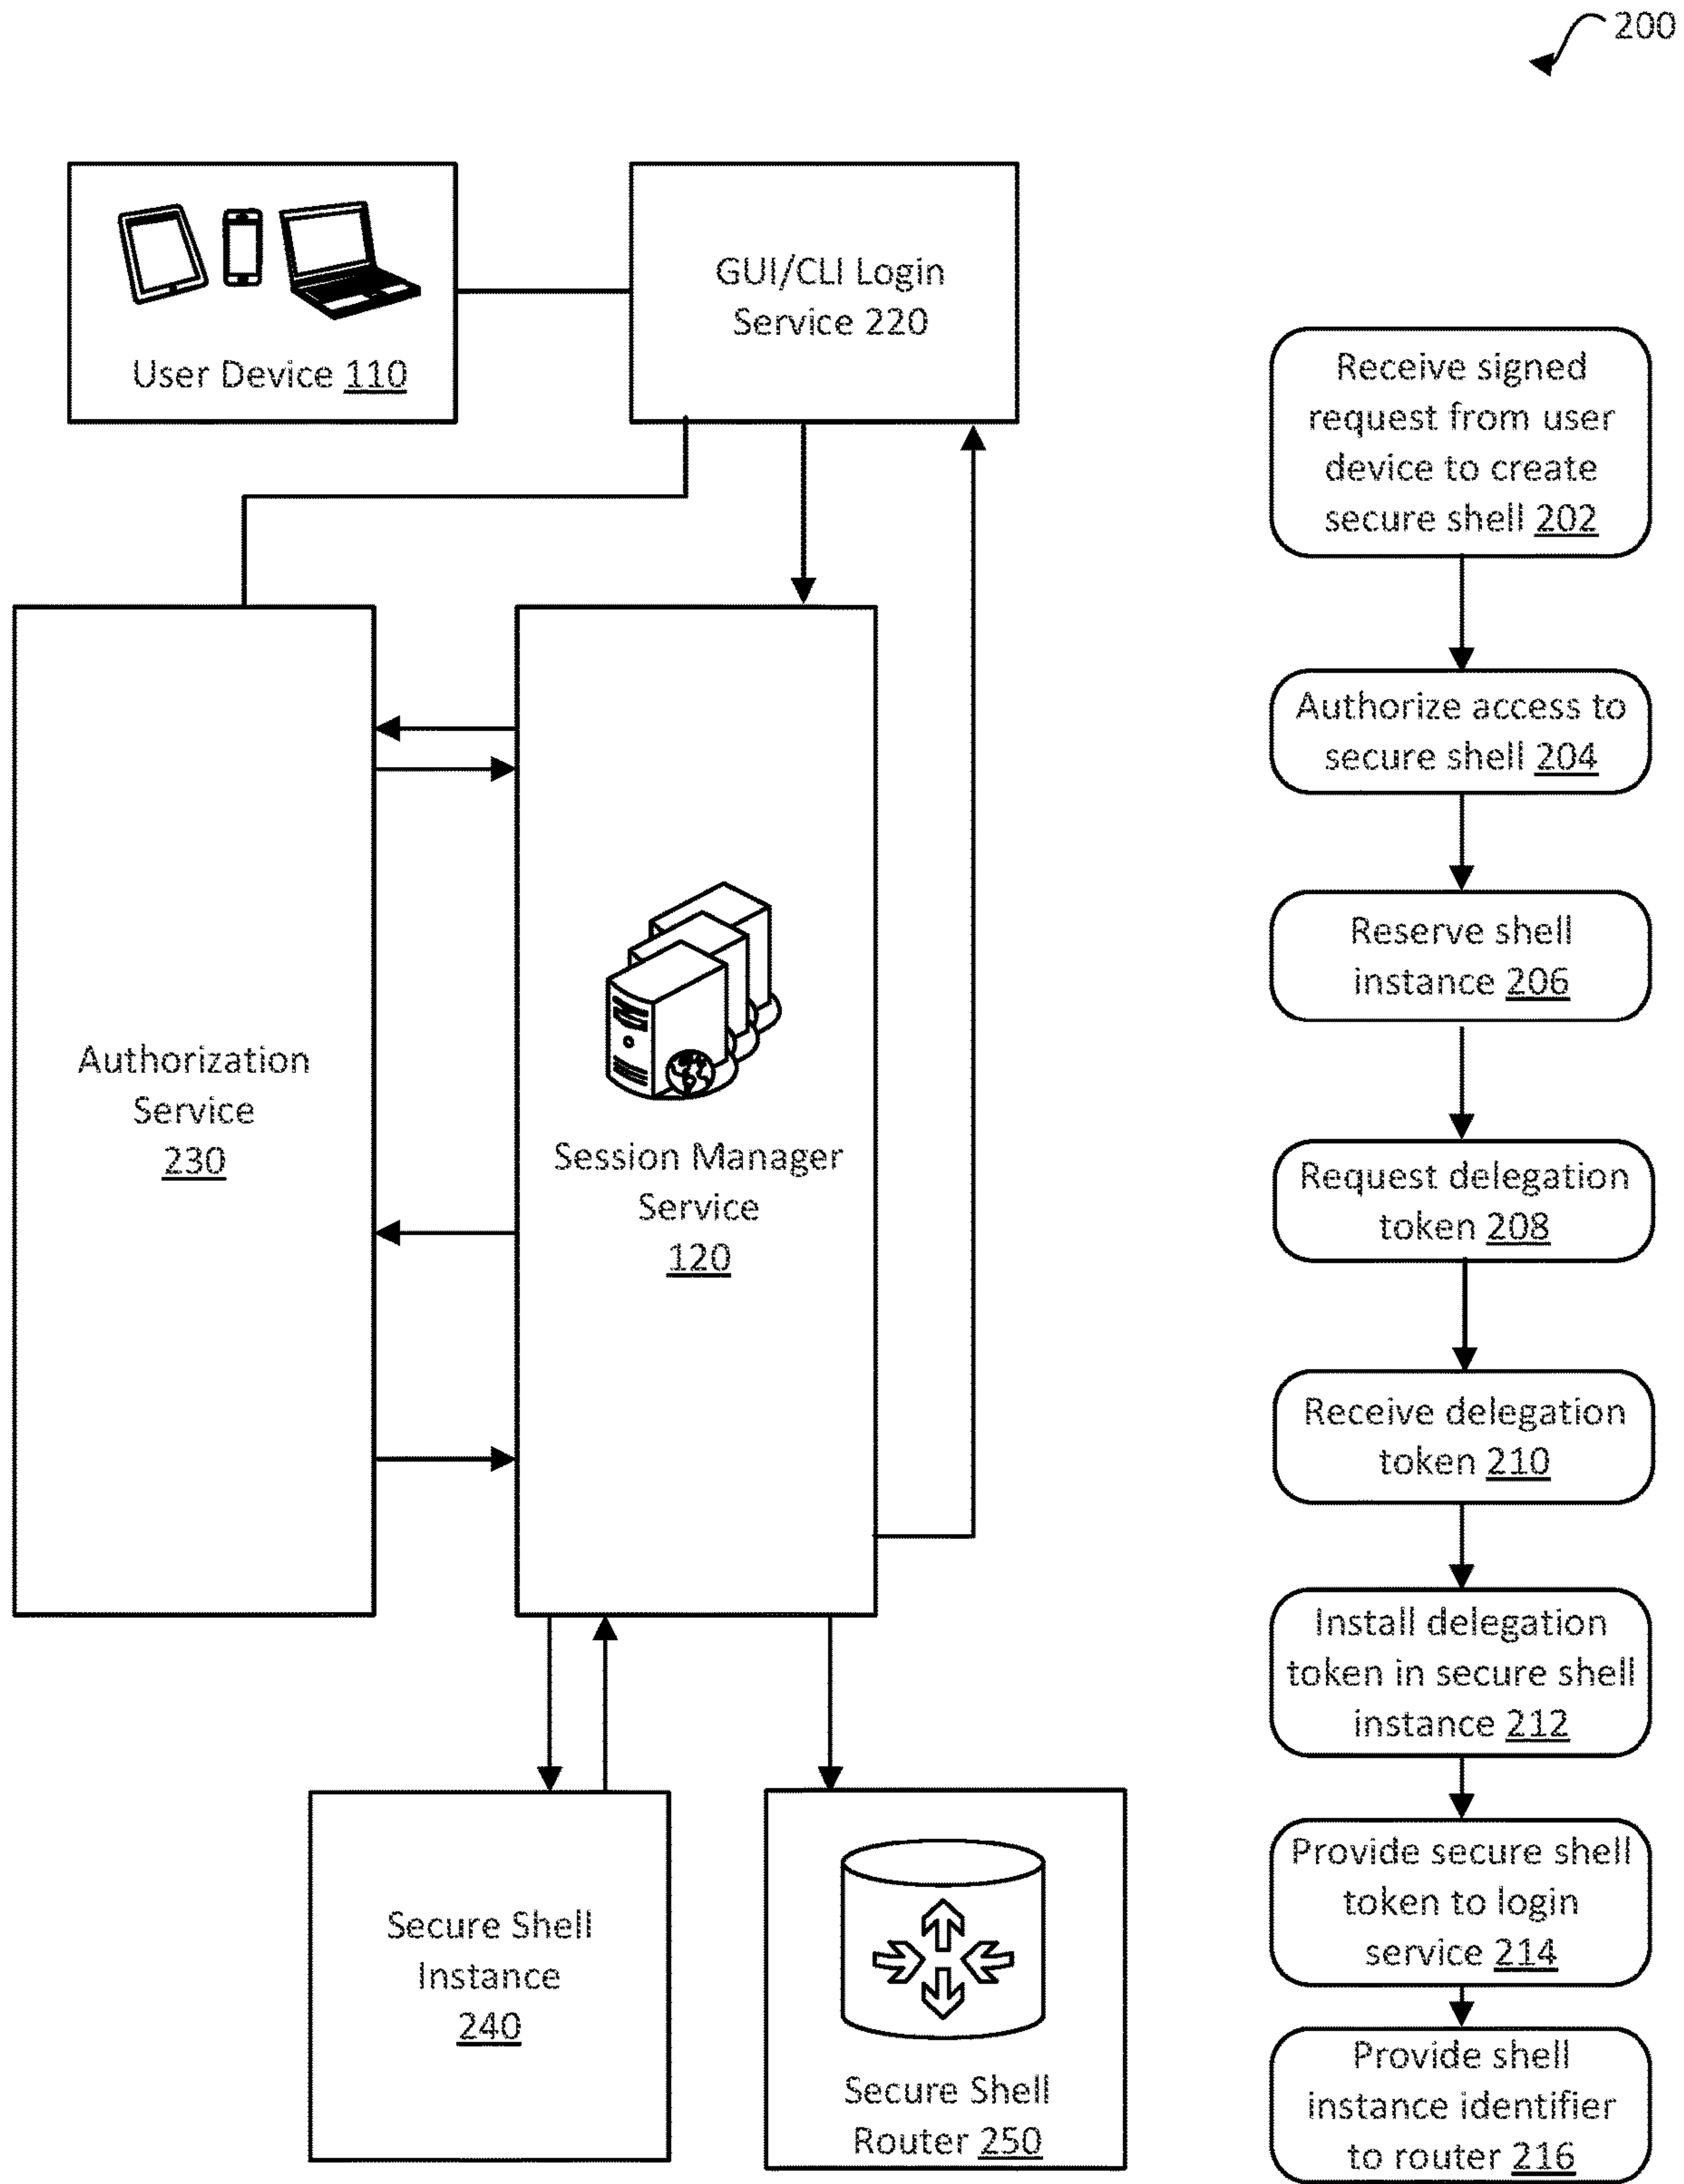 200
User Device 110
GUI/CLI Login
Service 220
Authorization
Service
230
Session Manager
Service
120
Secure Shell
Instance
240
Secure Shell
Router 250
Receive signed
request from user
device to create
secure shell 202
Authorize access to
secure shell 204
Reserve shell
instance 206
Request delegation
token 208
Receive delegation
token 210
Install delegation
token in secure shell
instance 212
Provide secure shell
token to login
service 214
Provide shell
instance identifier
to router 216